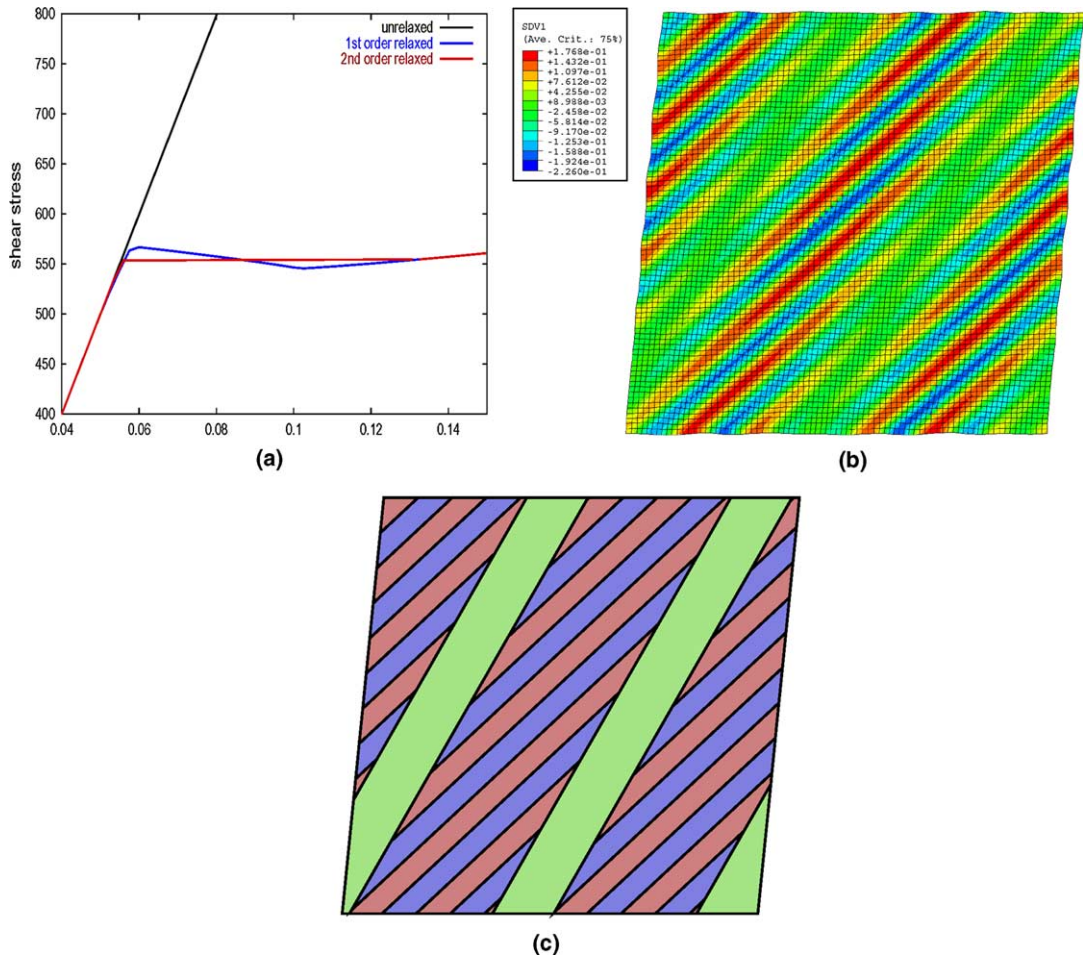 800
750
700
650
600
550
500
450
400
shear stress
unrelaxed
1st order relaxed
2nd order relaxed
0.04
0.06
0.08
0.1
0.12
0.14
(a)
SDV1
(Ave. Crit.: 75%)
+1.768e-01
+1.432e-01
+1.097e-01
+7.612e-02
+4.255e-02
+8.988e-03
-2.458e-02
-5.814e-02
-9.170e-02
-1.253e-01
-1.588e-01
-1.924e-01
-2.260e-01
(b)
(c)